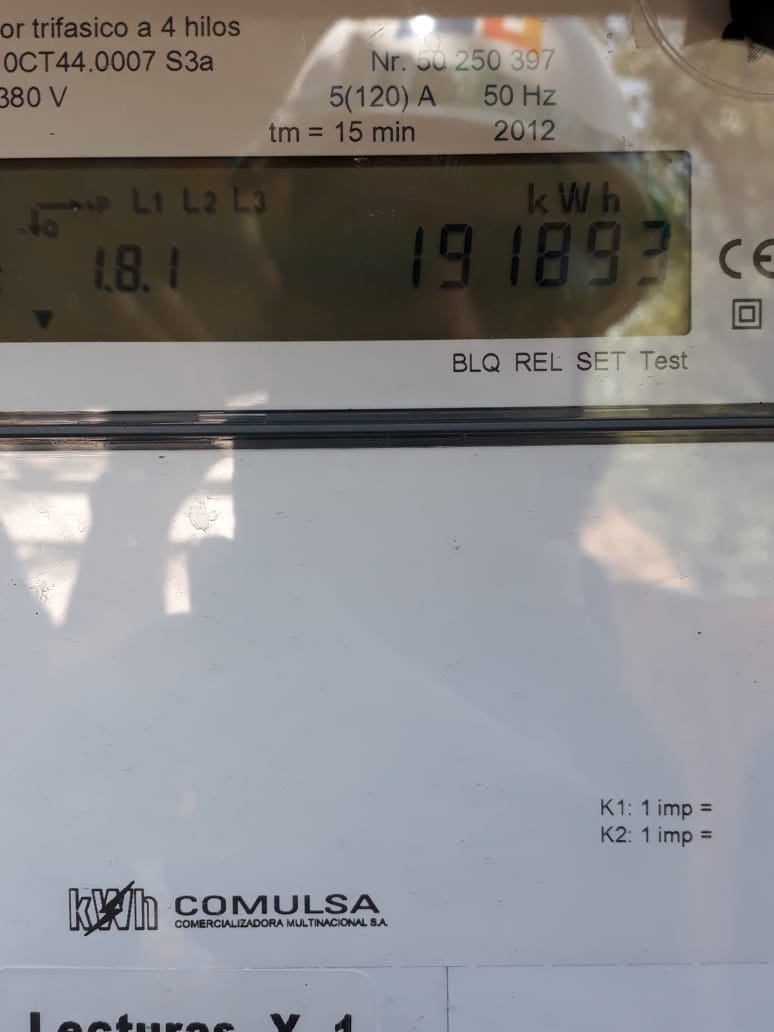 or trifasico a 4 hilos
0CT44.0007 S3a
Nr. 50 250 397
380 V
5(120) A
50 Hz
tm = 15 min
2012
L1 L2 L3
kWh
1.8.1
191893
CE
BLQ REL SET Test
K1: 1 imp =
K2: 1 imp =
kWh COMULSA
COMERCIALIZADORA MULTINACIONAL S.A.
Lecturas X 1